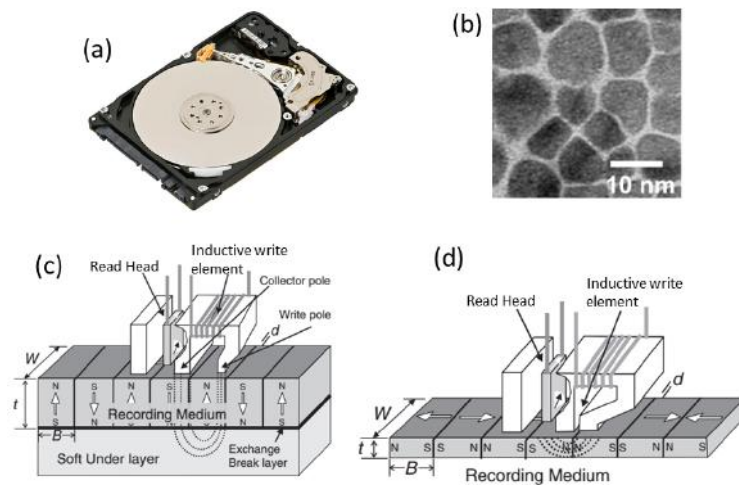 (a)
(b)
10 nm
(c)
Read Head
Inductive write
element
Collector pole
Write pole
d
W
t
N S N S N S N
S N S N S N S
Recording Medium
B
Soft Under layer
Exchange
Break layer
(d)
Read Head
Inductive write
element
d
W
t
N S S N N S S N N S
B
Recording Medium